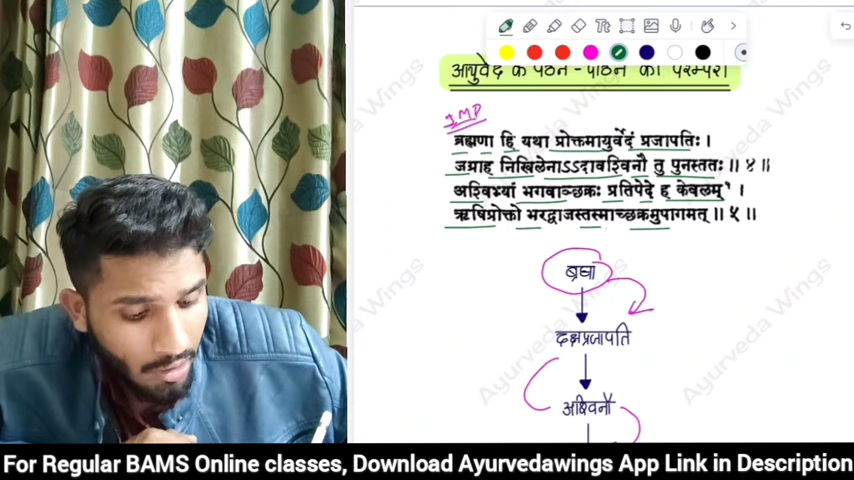 आयुर्वेद के पठन-पाठन की परम्परा
IMP
ब्रह्मणा हि यथा प्रोक्तमायुर्वेदं प्रजापतिः ।
जग्राह निखिलेनाऽऽदावश्विनौ तु पुनस्ततः ॥ ४ ॥
अश्विभ्यां भगवाञ्छक्रः प्रतिपेदे ह केवलम्' ।
ऋषिप्रोक्तो भरद्वाजस्तस्माच्छक्रमुपागमत् ॥ ५ ॥
ब्रह्मा
दक्षप्रजापति
अश्विनौ
Ayurveda Wings
Ayurveda Wings
For Regular BAMS Online classes, Download Ayurvedawings App Link in Description